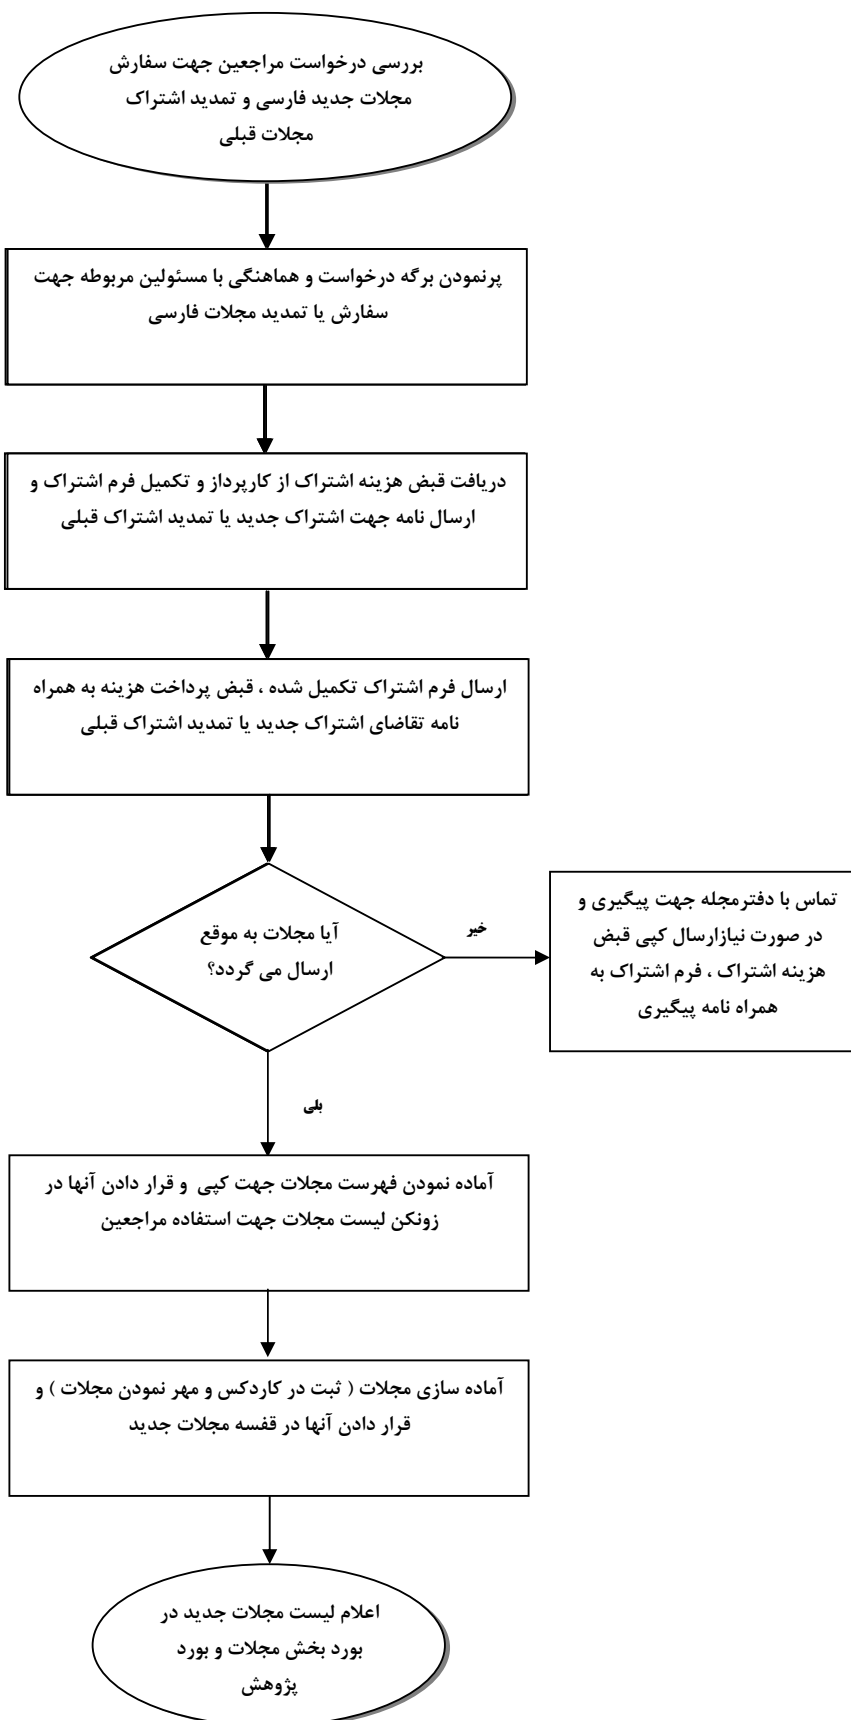 بررسی درخواست مراجعین جهت سفارش
مجلات جدید فارسی و تمدید اشتراک
مجلات قبلی
پرنمودن برگه درخواست و هماهنگی با مسئولین مربوطه جهت
سفارش یا تمدید مجلات فارسی
دریافت قبض هزینه اشتراک از کارپرداز و تکمیل فرم اشتراک و
ارسال نامه جهت اشتراک جدید یا تمدید اشتراک قبلی
ارسال فرم اشتراک تکمیل شده ، قبض پرداخت هزینه به همراه
نامه تقاضای اشتراک جدید یا تمدید اشتراک قبلی
آیا مجلات به موقع
ارسال می گردد؟
خیر
تماس با دفترمجله جهت پیگیری و
در صورت نیازارسال کپی قبض
هزینه اشتراک ، فرم اشتراک به
همراه نامه پیگیری
بلی
آماده نمودن فهرست مجلات جهت کپی و قرار دادن آنها در
زونکن لیست مجلات جهت استفاده مراجعین
آماده سازی مجلات ( ثبت در کاردکس و مهر نمودن مجلات ) و
قرار دادن آنها در قفسه مجلات جدید
اعلام لیست مجلات جدید در
بورد بخش مجلات و بورد
پژوهش